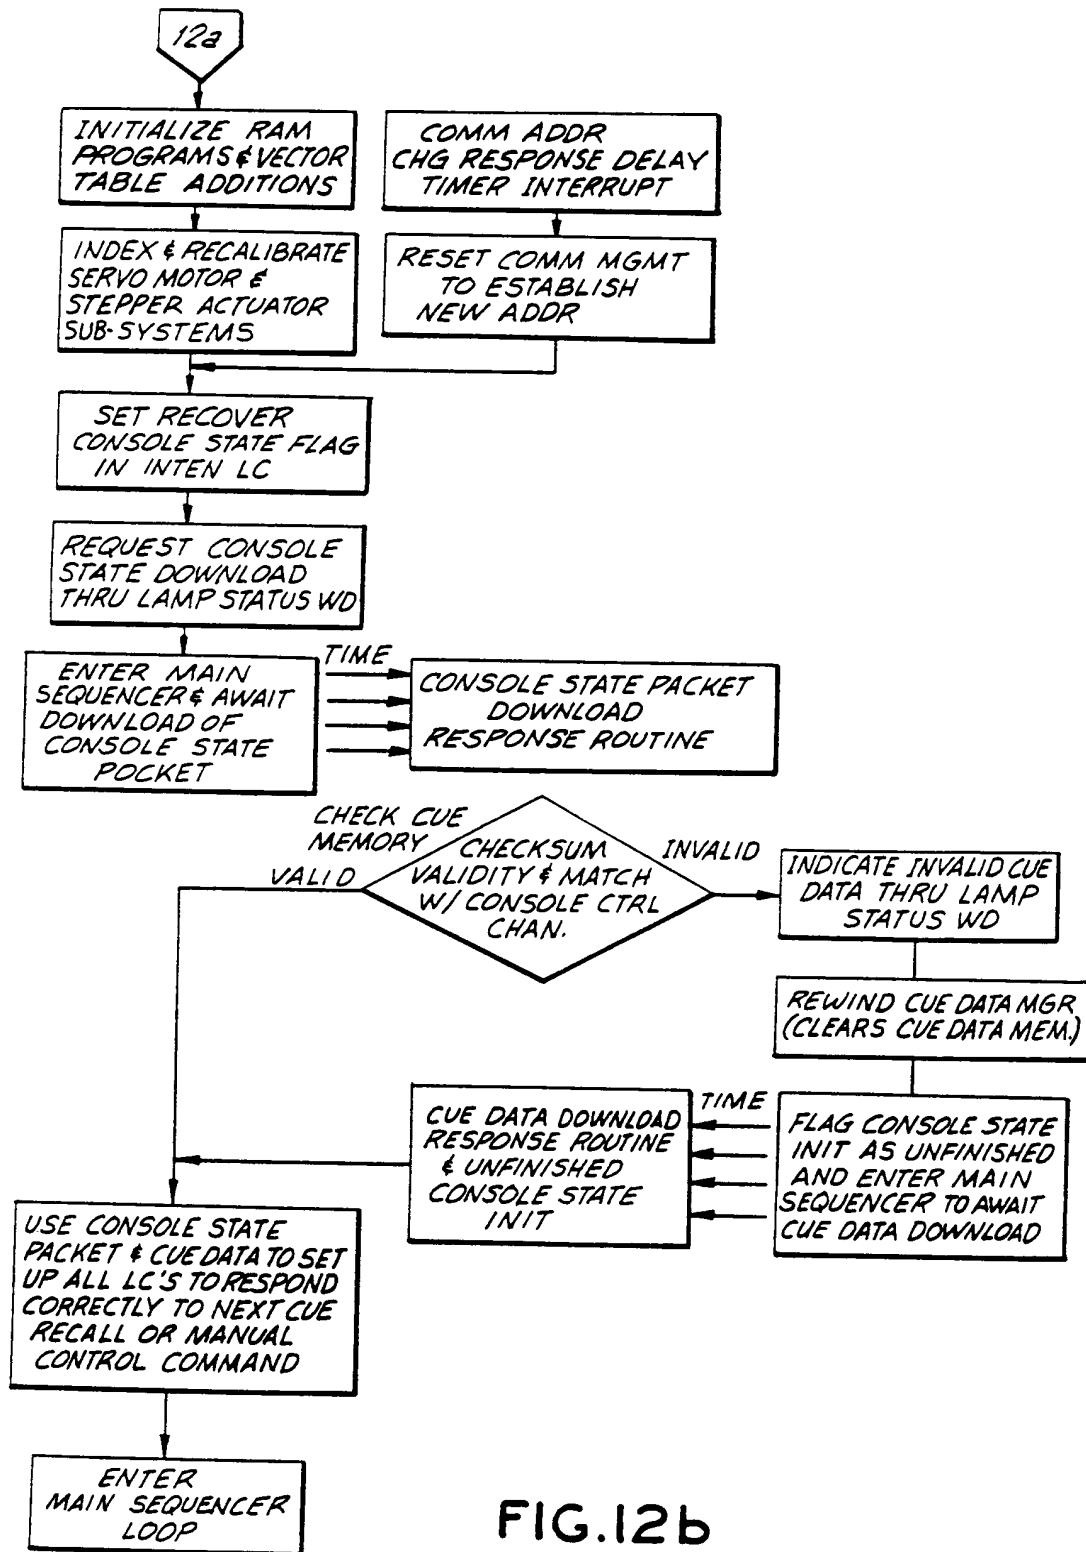 12a
INITIALIZE RAM
PROGRAMS & VECTOR
TABLE ADDITIONS
COMM ADDR
CHG RESPONSE DELAY
TIMER INTERRUPT
INDEX & RECALIBRATE
SERVO MOTOR &
STEPPER ACTUATOR
SUB-SYSTEMS
RESET COMM MGMT
TO ESTABLISH
NEW ADDR
SET RECOVER
CONSOLE STATE FLAG
IN INTEN LC
REQUEST CONSOLE
STATE DOWNLOAD
THRU LAMP STATUS WD
ENTER MAIN
SEQUENCER & AWAIT
DOWNLOAD OF
CONSOLE STATE
POCKET
TIME
CONSOLE STATE PACKET
DOWNLOAD
RESPONSE ROUTINE
CHECK CUE
MEMORY
VALID
CHECKSUM
VALIDITY & MATCH
W/ CONSOLE CTRL
CHAN.
INVALID
INDICATE INVALID CUE
DATA THRU LAMP
STATUS WD
REWIND CUE DATA MGR
(CLEARS CUE DATA MEM.)
FLAG CONSOLE STATE
INIT AS UNFINISHED
AND ENTER MAIN
SEQUENCER TO AWAIT
CUE DATA DOWNLOAD
TIME
CUE DATA DOWNLOAD
RESPONSE ROUTINE
& UNFINISHED
CONSOLE STATE
INIT
USE CONSOLE STATE
PACKET & CUE DATA TO SET
UP ALL LC'S TO RESPOND
CORRECTLY TO NEXT CUE
RECALL OR MANUAL
CONTROL COMMAND
ENTER
MAIN SEQUENCER
LOOP
FIG.12b